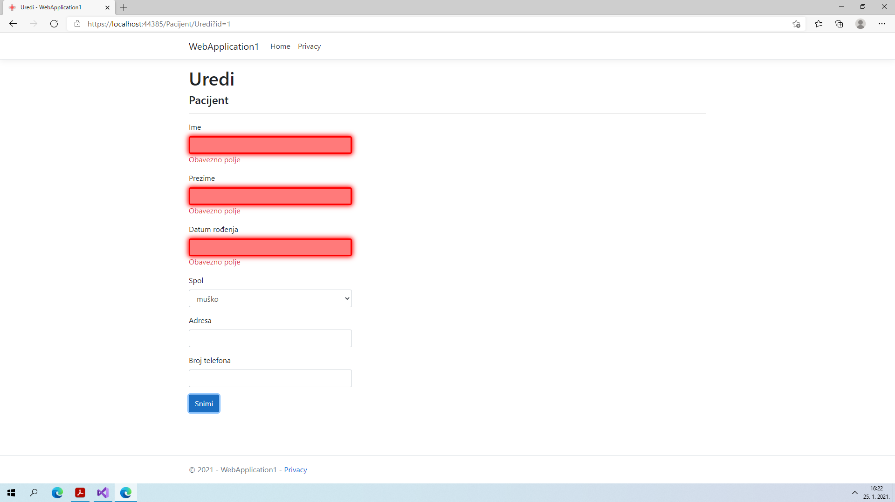 Uredi - WebApplication1
https://localhost:44385/Pacijent/Uredi?id=1
WebApplication1 Home Privacy
Uredi
Pacijent
Ime
Obavezno polje
Prezime
Obavezno polje
Datum rođenja
Obavezno polje
Spol
muško
Adresa
Broj telefona
Snimi
© 2021 - WebApplication1 - Privacy
16:22
25. 1. 2021.